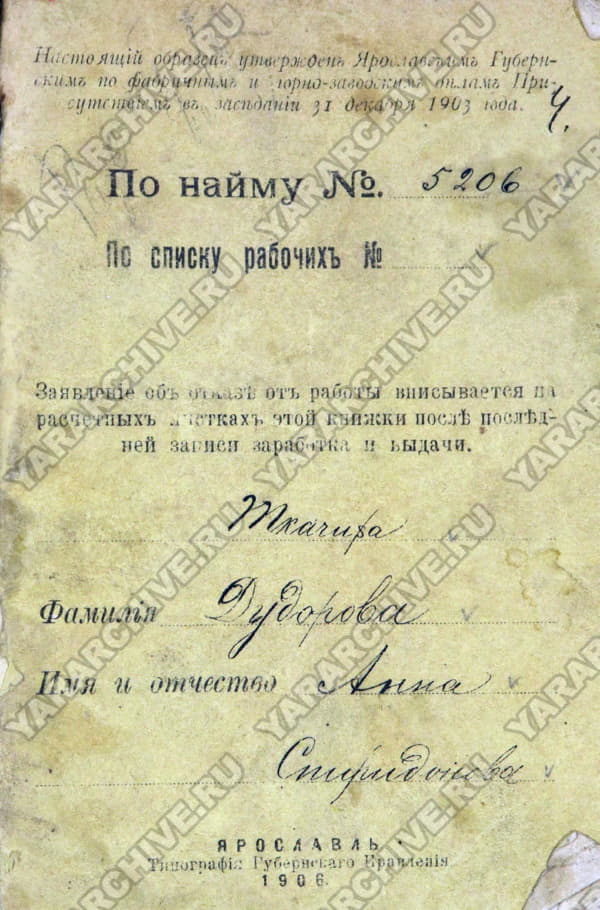 Настоящій образецъ утвержденъ Ярославскимъ Губерн-
скимъ по фабричнымъ и горно-заводскимъ дѣламъ При-
сутствіемъ въ засѣданіи 31 декабря 1903 года.
Ч.
По найму №. 5206
По списку рабочихъ №
Заявленіе объ отказѣ отъ работы вписывается на
расчетныхъ листкахъ этой книжки послѣ послѣд-
ней записи заработка и выдачи.
Ткачиха
Фамилія Дудорова
Имя и отчество Анна
Спиридонова
ЯРОСЛАВЛЬ.
Типографія Губернскаго Правленія
1906.
YARARCHIVE.RU